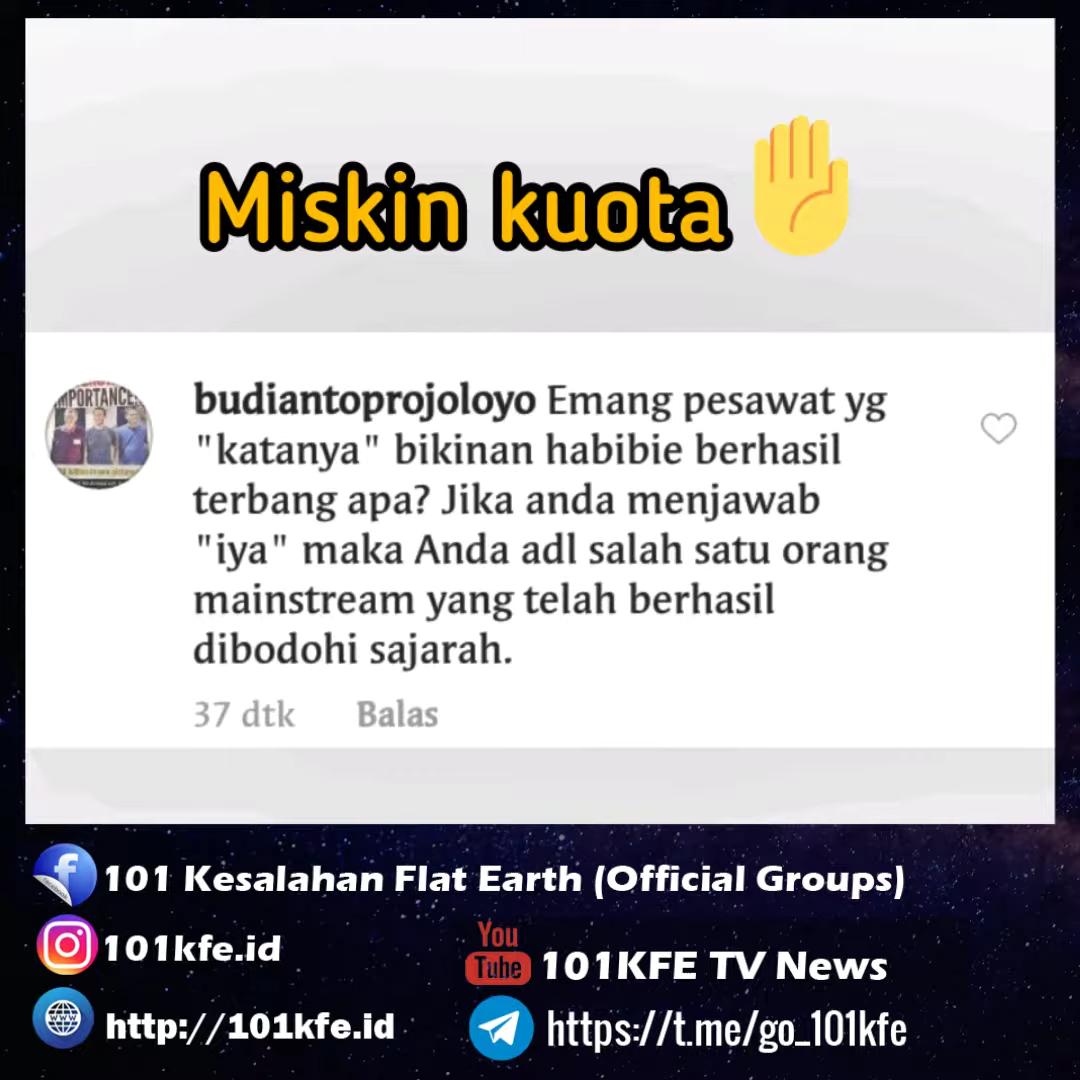 Miskin kuota
IMPORTANCE
budiantoprojoloyo Emang pesawat yg
"katanya" bikinan habibie berhasil
terbang apa? Jika anda menjawab
"iya" maka Anda adl salah satu orang
mainstream yang telah berhasil
dibodohi sajarah.
37 dtk Balas
101 Kesalahan Flat Earth (Official Groups)
101kfe.id
You
Tube 101KFE TV News
http://101kfe.id
https://t.me/go_101kfe